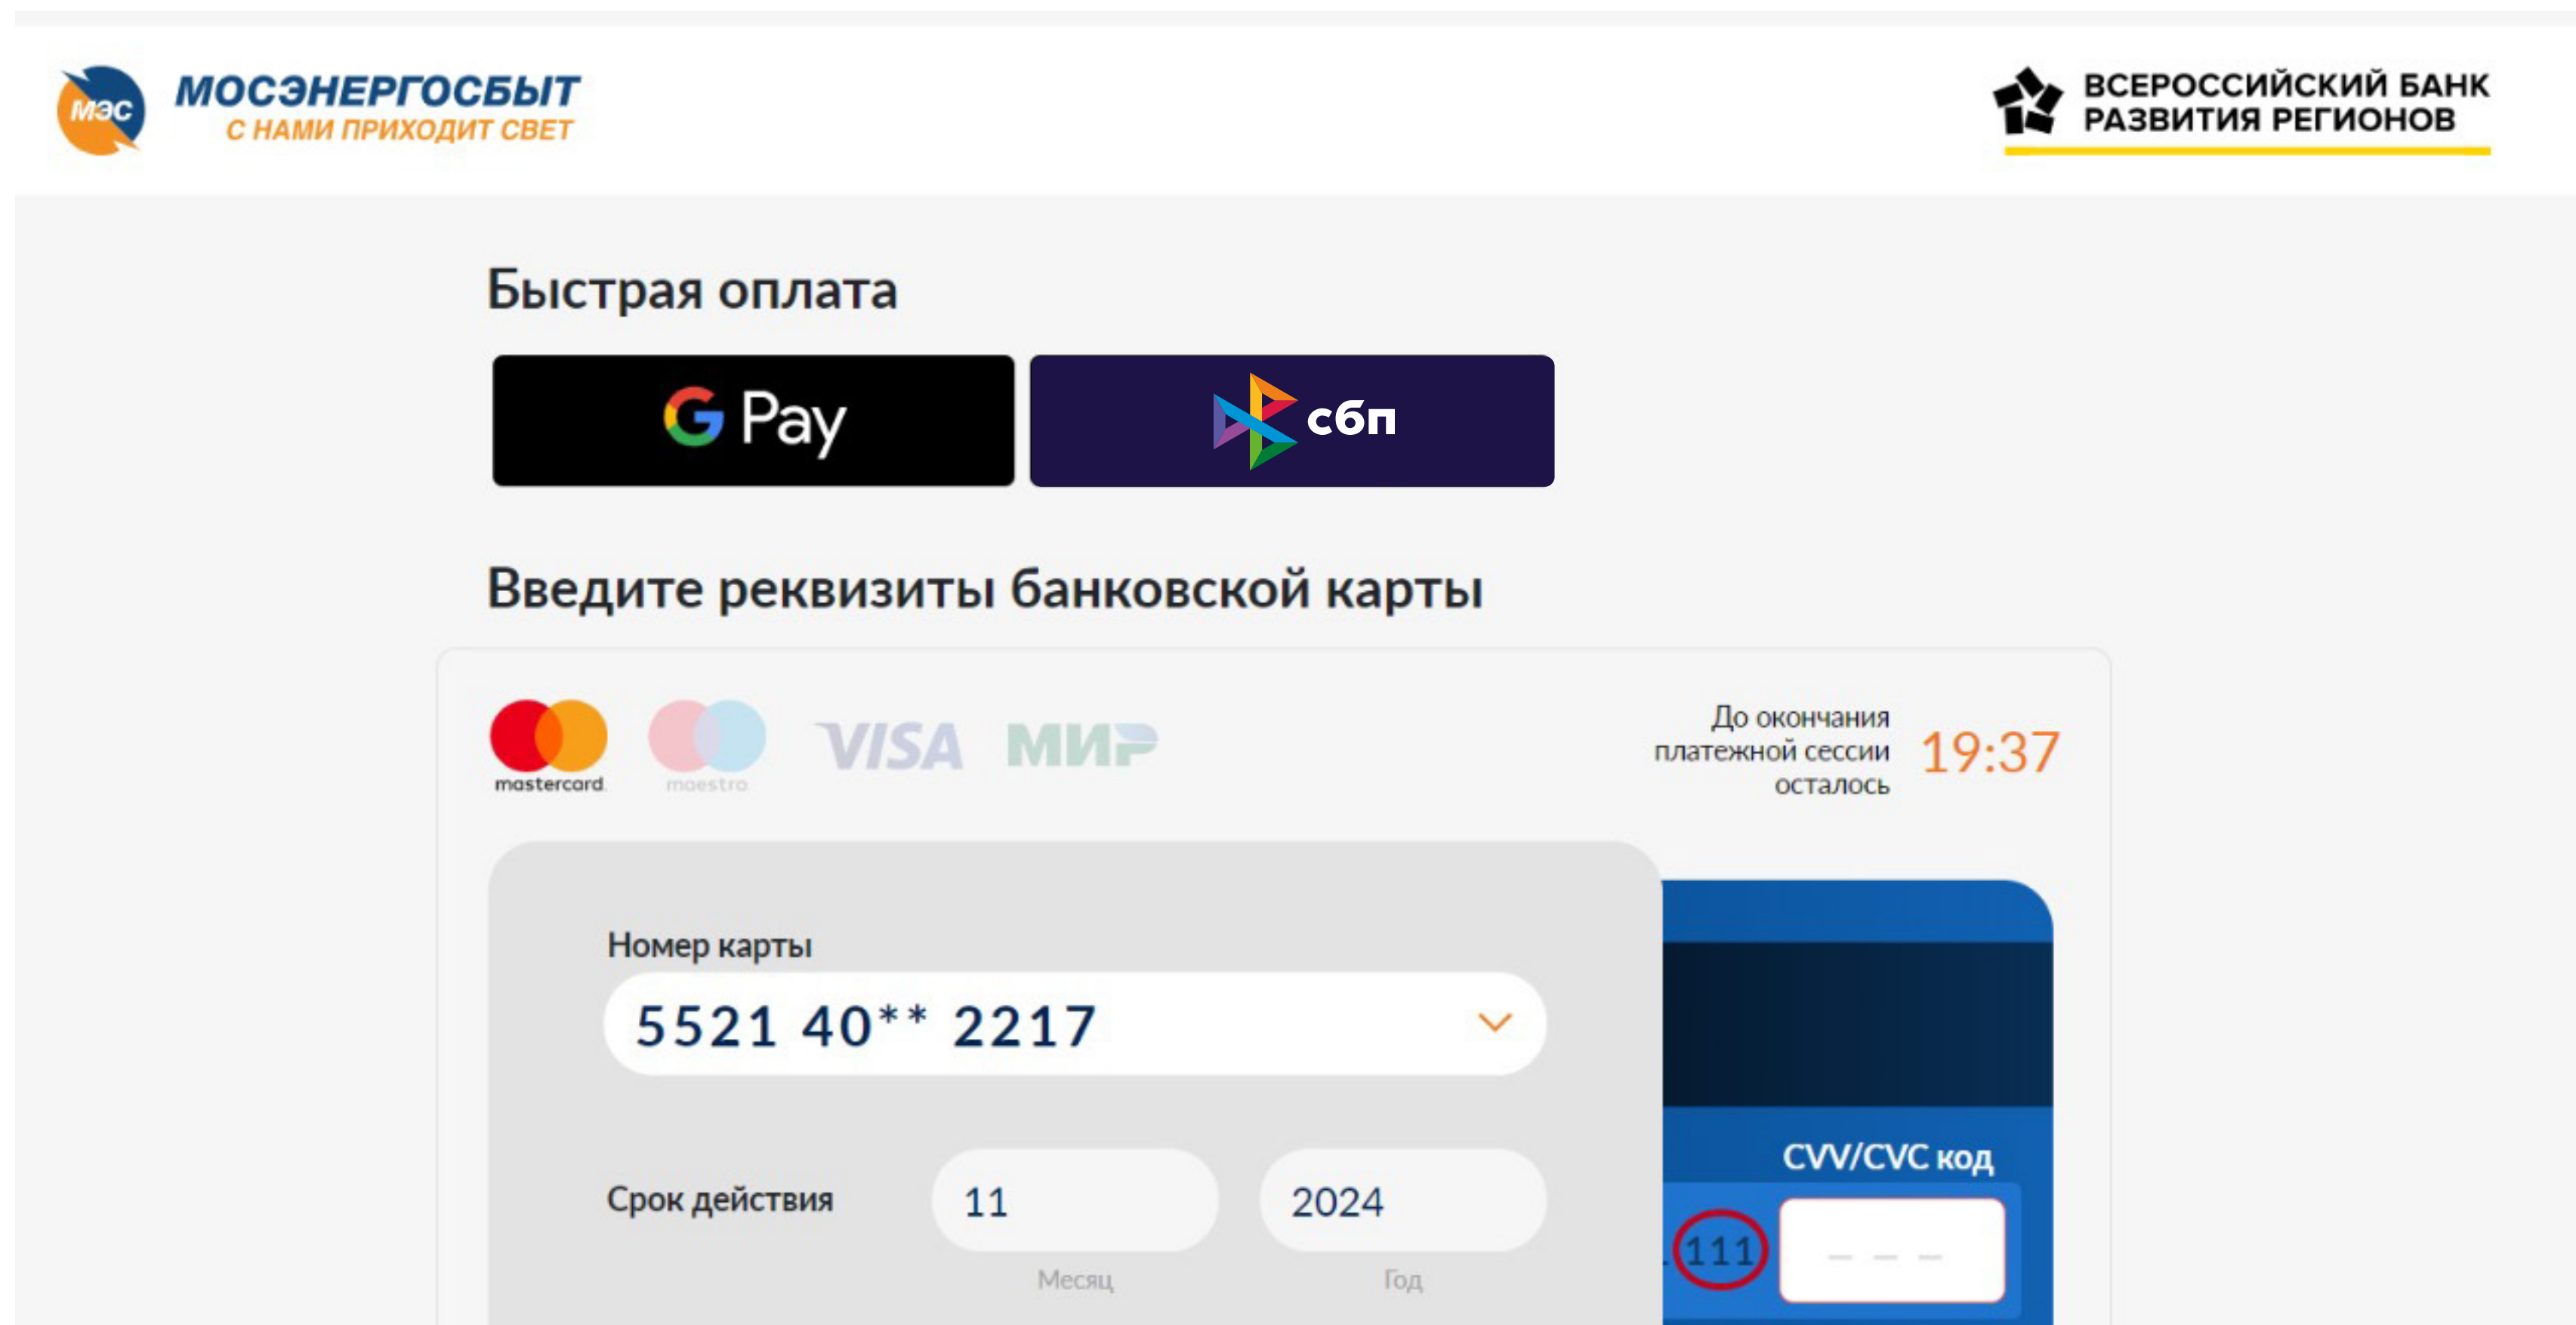 МЭС
МОСЭНЕРГОСБЫТ
С НАМИ ПРИХОДИТ СВЕТ
ВСЕРОССИЙСКИЙ БАНК
РАЗВИТИЯ РЕГИОНОВ
Быстрая оплата
G Pay
сбп
Введите реквизиты банковской карты
mastercard.
maestro
VISA
МИР
До окончания
платежной сессии
осталось
19:37
Номер карты
5521 40** 2217
CVV/CVC код
Срок действия
11
2024
111
Месяц
Год